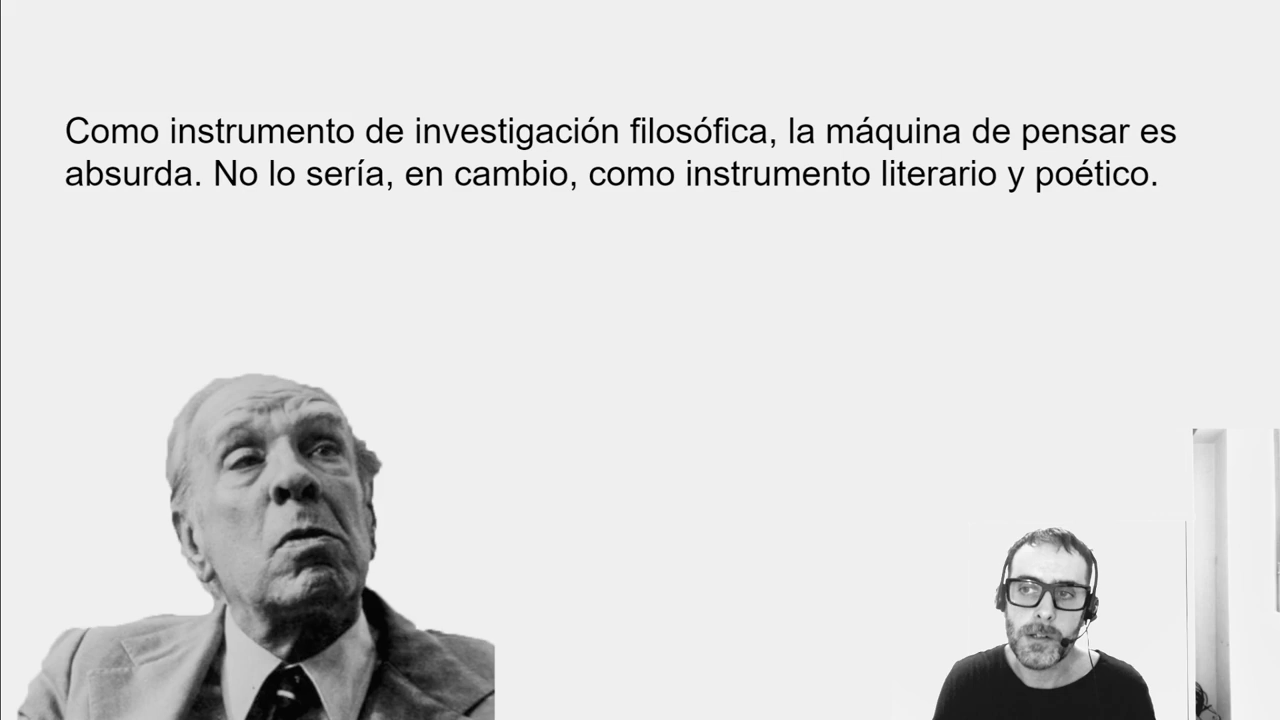 Como instrumento de investigación filosófica, la máquina de pensar es
absurda. No lo sería, en cambio, como instrumento literario y poético.